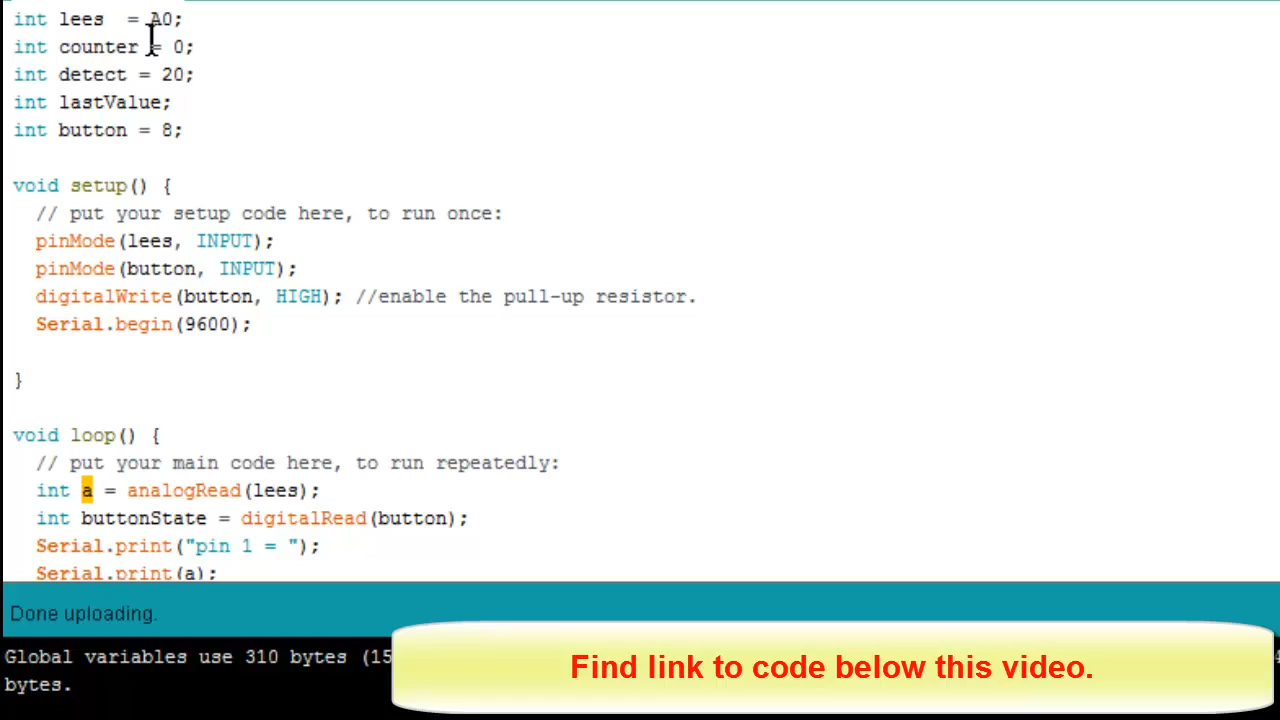 int lees  = A0;
int counter = 0;
int detect = 20;
int lastValue;
int button = 8;
void setup() {
  // put your setup code here, to run once:
  pinMode(lees, INPUT);
  pinMode(button, INPUT);
  digitalWrite(button, HIGH); //enable the pull-up resistor.
  Serial.begin(9600);
}
void loop() {
  // put your main code here, to run repeatedly:
  int a = analogRead(lees);
  int buttonState = digitalRead(button);
  Serial.print("pin 1 = ");
  Serial.print(a);
Done uploading.
Global variables use 310 bytes (15
bytes.
Find link to code below this video.